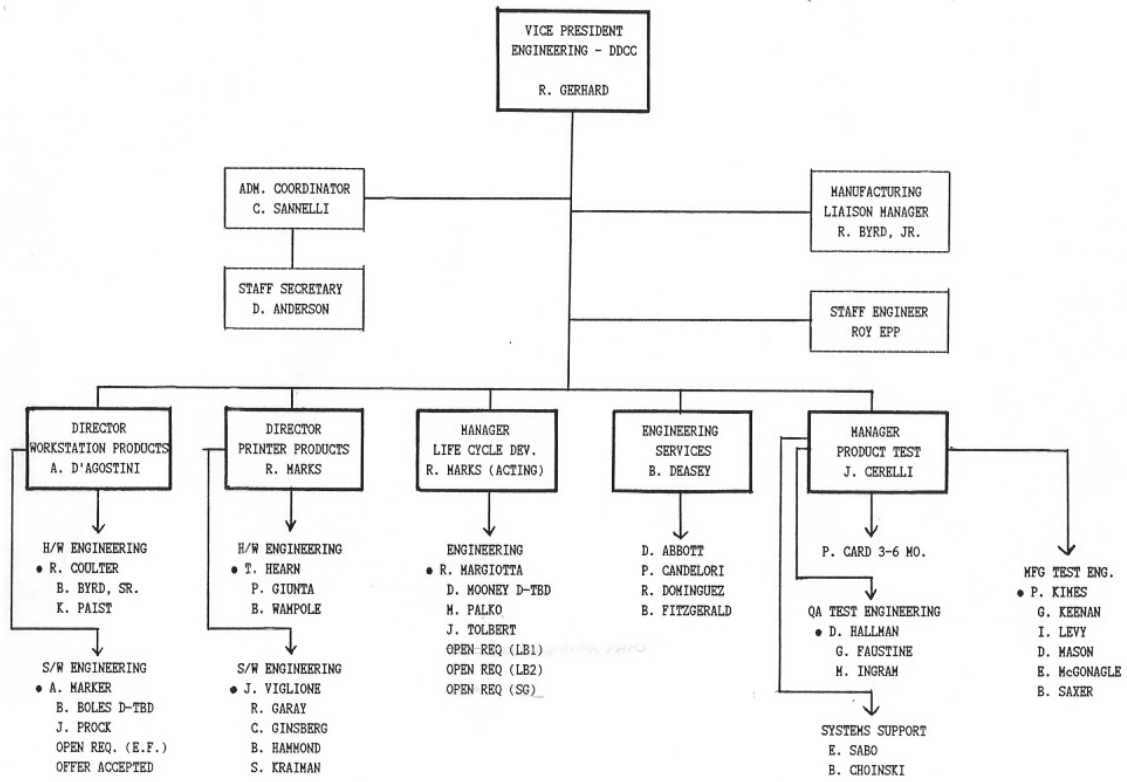 VICE PRESIDENT
ENGINEERING - DDCC
R. GERHARD
ADM. COORDINATOR
C. SANNELLI
MANUFACTURING
LIAISON MANAGER
R. BYRD, JR.
STAFF SECRETARY
D. ANDERSON
STAFF ENGINEER
ROY EPP
DIRECTOR
WORKSTATION PRODUCTS
A. D'AGOSTINI
DIRECTOR
PRINTER PRODUCTS
R. MARKS
MANAGER
LIFE CYCLE DEV.
R. MARKS (ACTING)
ENGINEERING
SERVICES
B. DEASEY
MANAGER
PRODUCT TEST
J. CERELLI
H/W ENGINEERING
• R. COULTER
B. BYRD, SR.
K. PAIST
S/W ENGINEERING
• A. MARKER
B. BOLES D-TBD
J. PROCK
OPEN REQ. (E.F.)
OFFER ACCEPTED
H/W ENGINEERING
• T. HEARN
P. GIUNTA
B. WAMPOLE
S/W ENGINEERING
• J. VIGLIONE
R. GARAY
C. GINSBERG
B. HAMMOND
S. KRAIMAN
ENGINEERING
• R. MARGIOTTA
D. MOONEY D-TBD
M. PALKO
J. TOLBERT
OPEN REQ (LB1)
OPEN REQ (LB2)
OPEN REQ (SG)
D. ABBOTT
P. CANDELORI
R. DOMINGUEZ
B. FITZGERALD
P. CARD 3-6 MO.
QA TEST ENGINEERING
• D. HALLMAN
G. FAUSTINE
M. INGRAM
SYSTEMS SUPPORT
E. SABO
B. CHOINSKI
MFG TEST ENG.
• P. KIMES
G. KEENAN
I. LEVY
D. MASON
E. McGONAGLE
B. SAXER